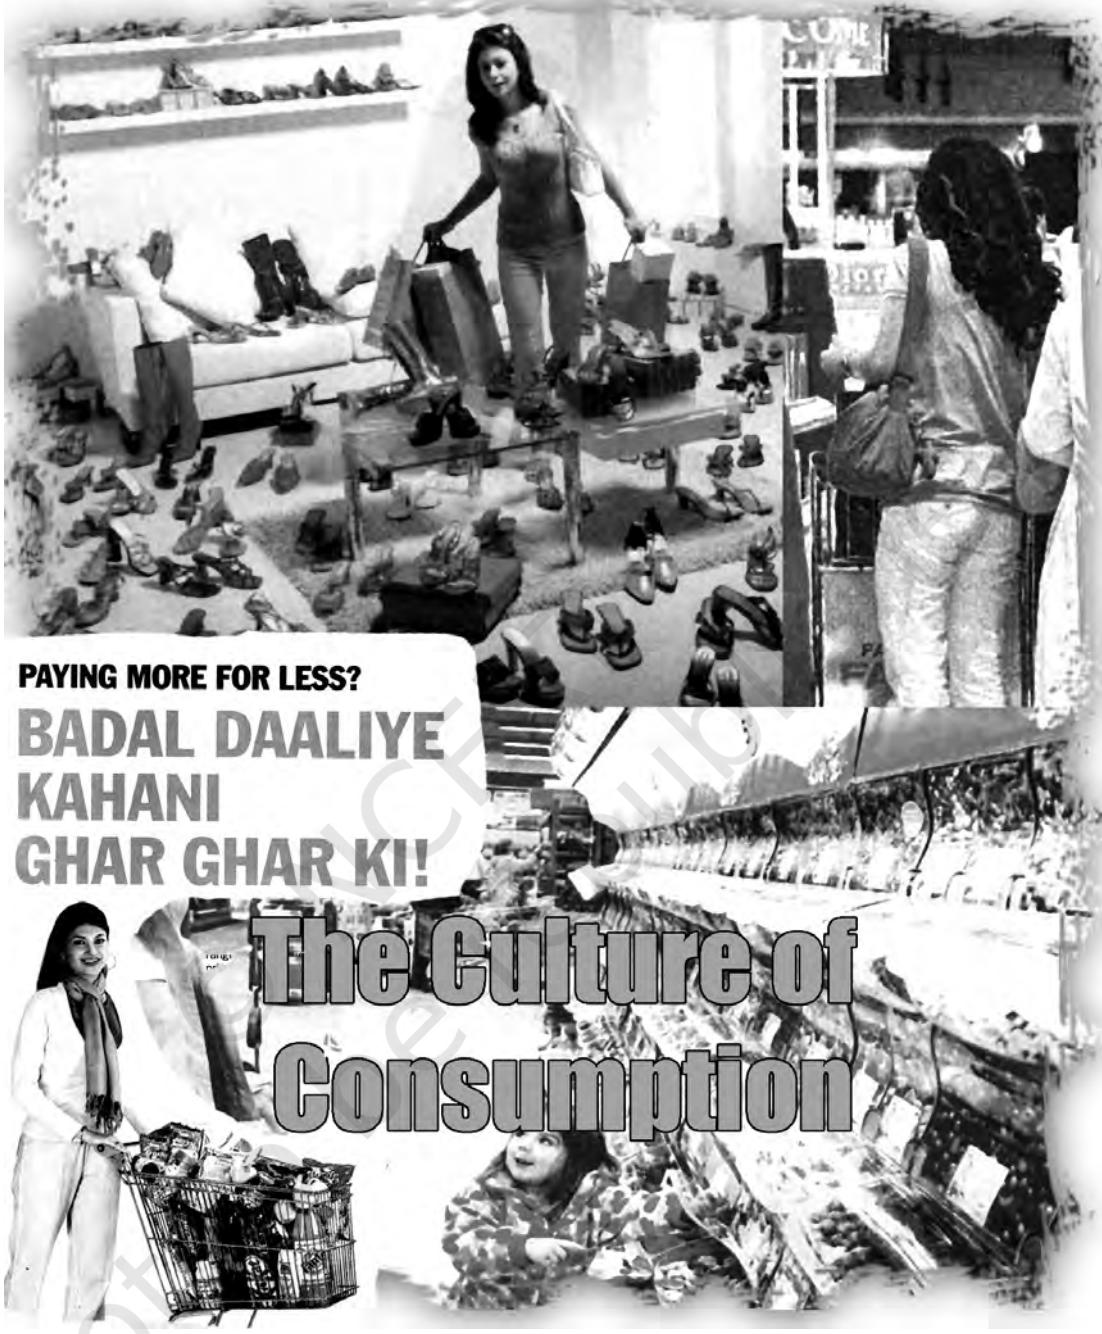 PAYING MORE FOR LESS?
BADAL DAALIYE
KAHANI
GHAR GHAR KI!
The Culture of
Consumption